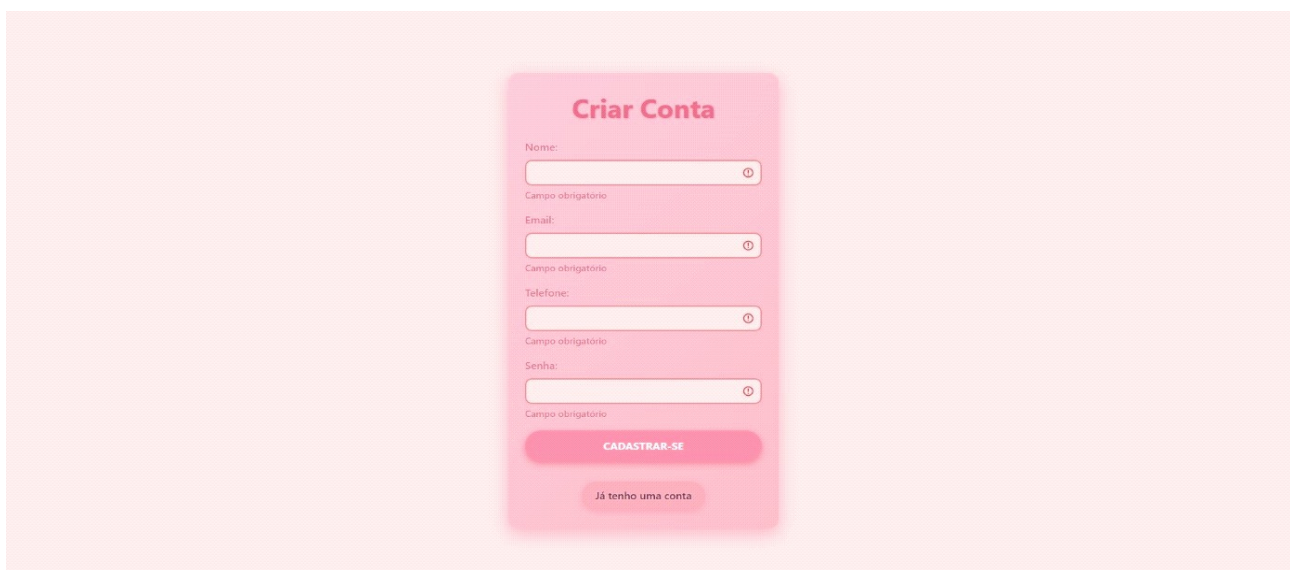 Criar Conta
Nome:
Campo obrigatório
Email:
Campo obrigatório
Telefone:
Campo obrigatório
Senha:
Campo obrigatório
CADASTRAR-SE
Já tenho uma conta